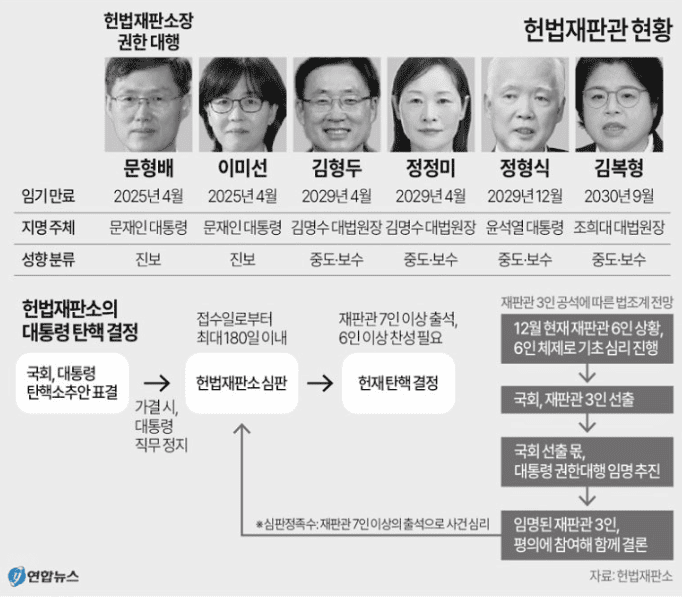 헌법재판소장
권한 대행
헌법재판관 현황
문형배 이미선 김형두 정정미 정형식 김복형
임기 만료 2025년 4월 2025년 4월 2029년 4월 2029년 4월 2029년 12월 2030년 9월
지명 주체 문재인 대통령 문재인 대통령 김명수 대법원장 김명수 대법원장 윤석열 대통령 조희대 대법원장
성향 분류 진보 진보 중도·보수 중도·보수 중도·보수 중도·보수
헌법재판소의
대통령 탄핵 결정
국회, 대통령
탄핵소추안 표결
가결 시,
대통령
직무 정지
접수일로부터
최대 180일 이내
헌법재판소 심판
재판관 7인 이상 출석,
6인 이상 찬성 필요
헌재 탄핵 결정
재판관 3인 공석에 따른 법조계 전망
12월 현재 재판관 6인 상황,
6인 체제로 기초 심리 진행
국회, 재판관 3인 선출
국회 선출 몫,
대통령 권한대행 임명 추진
임명된 재판관 3인,
평의에 참여해 함께 결론
※심판정족수: 재판관 7인 이상의 출석으로 사건 심리
연합뉴스
자료: 헌법재판소